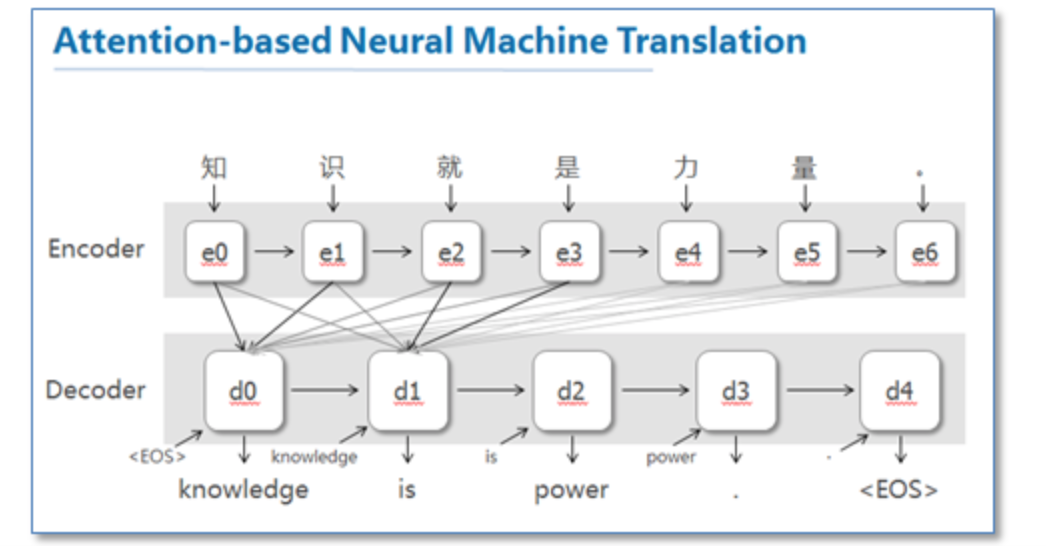 Attention-based Neural Machine Translation
知 识 就 是 力 量 。
Encoder e0 e1 e2 e3 e4 e5 e6
Decoder d0 d1 d2 d3 d4
<EOS> knowledge is power .
knowledge is power . <EOS>